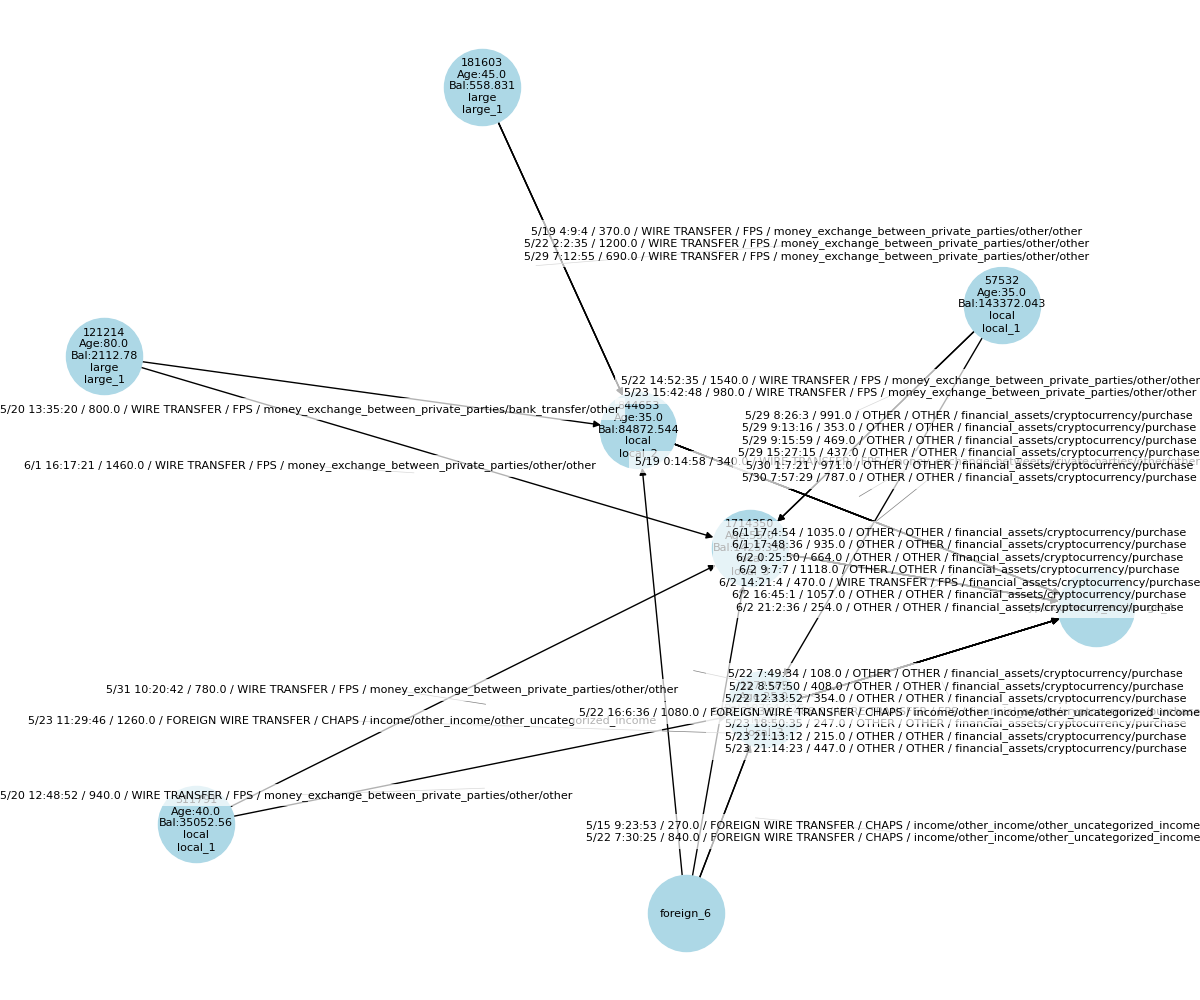 181603
Age:45.0
Bal:558.831
large
large_1
5/19 4:9:4 / 370.0 / WIRE TRANSFER / FPS / money_exchange_between_private_parties/other/other
5/22 2:2:35 / 1200.0 / WIRE TRANSFER / FPS / money_exchange_between_private_parties/other/other
5/29 7:12:55 / 690.0 / WIRE TRANSFER / FPS / money_exchange_between_private_parties/other/other
57532
Age:35.0
Bal:143372.043
local
local_1
121214
Age:80.0
Bal:2112.78
large
large_1
5/22 14:52:35 / 1540.0 / WIRE TRANSFER / FPS / money_exchange_between_private_parties/other/other
5/23 15:42:48 / 980.0 / WIRE TRANSFER / FPS / money_exchange_between_private_parties/other/other
5/20 13:35:20 / 800.0 / WIRE TRANSFER / FPS / money_exchange_between_private_parties/bank_transfer/other
Age:35.0
Bal:84872.544
local
5/29 8:26:3 / 991.0 / OTHER / OTHER / financial_assets/cryptocurrency/purchase
5/29 9:13:16 / 353.0 / OTHER / OTHER / financial_assets/cryptocurrency/purchase
5/29 9:15:59 / 469.0 / OTHER / OTHER / financial_assets/cryptocurrency/purchase
5/29 15:27:15 / 437.0 / OTHER / OTHER / financial_assets/cryptocurrency/purchase
5/30 1:7:21 / 971.0 / OTHER / OTHER / financial_assets/cryptocurrency/purchase
5/30 7:57:29 / 787.0 / OTHER / OTHER / financial_assets/cryptocurrency/purchase
5/19 0:14:58 / 340.0 / WIRE TRANSFER / FPS / money_exchange_between_private_parties/other/other
6/1 16:17:21 / 1460.0 / WIRE TRANSFER / FPS / money_exchange_between_private_parties/other/other
1714350
6/1 17:4:54 / 1035.0 / OTHER / OTHER / financial_assets/cryptocurrency/purchase
6/1 17:48:36 / 935.0 / OTHER / OTHER / financial_assets/cryptocurrency/purchase
6/2 0:25:50 / 664.0 / OTHER / OTHER / financial_assets/cryptocurrency/purchase
6/2 9:7:7 / 1118.0 / OTHER / OTHER / financial_assets/cryptocurrency/purchase
6/2 14:21:4 / 470.0 / WIRE TRANSFER / FPS / financial_assets/cryptocurrency/purchase
6/2 16:45:1 / 1057.0 / OTHER / OTHER / financial_assets/cryptocurrency/purchase
6/2 21:2:36 / 254.0 / OTHER / OTHER / financial_assets/cryptocurrency/purchase
5/22 7:49:34 / 108.0 / OTHER / OTHER / financial_assets/cryptocurrency/purchase
5/22 8:57:50 / 408.0 / OTHER / OTHER / financial_assets/cryptocurrency/purchase
5/22 12:33:52 / 354.0 / OTHER / OTHER / financial_assets/cryptocurrency/purchase
5/22 16:6:36 / 1080.0 / FOREIGN WIRE TRANSFER / CHAPS / income/other_income/other_uncategorized_income
5/23 18:50:35 / 247.0 / OTHER / OTHER / financial_assets/cryptocurrency/purchase
5/23 21:13:12 / 215.0 / OTHER / OTHER / financial_assets/cryptocurrency/purchase
5/23 21:14:23 / 447.0 / OTHER / OTHER / financial_assets/cryptocurrency/purchase
5/31 10:20:42 / 780.0 / WIRE TRANSFER / FPS / money_exchange_between_private_parties/other/other
5/23 11:29:46 / 1260.0 / FOREIGN WIRE TRANSFER / CHAPS / income/other_income/other_uncategorized_income
5/20 12:48:52 / 940.0 / WIRE TRANSFER / FPS / money_exchange_between_private_parties/other/other
Age:40.0
Bal:35052.56
local
local_1
5/15 9:23:53 / 270.0 / FOREIGN WIRE TRANSFER / CHAPS / income/other_income/other_uncategorized_income
5/22 7:30:25 / 840.0 / FOREIGN WIRE TRANSFER / CHAPS / income/other_income/other_uncategorized_income
foreign_6